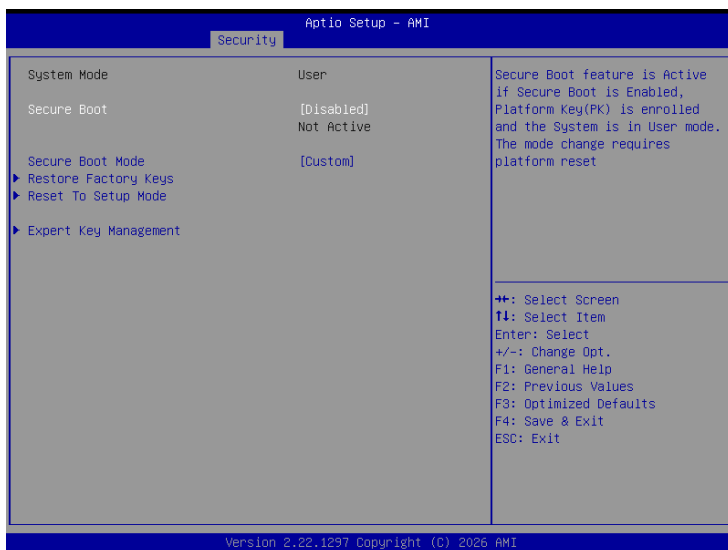 Aptio Setup – AMI
Security
System Mode User
Secure Boot [Disabled]
Not Active
Secure Boot Mode [Custom]
Restore Factory Keys
Reset To Setup Mode
Expert Key Management
Secure Boot feature is Active
if Secure Boot is Enabled,
Platform Key(PK) is enrolled
and the System is in User mode.
The mode change requires
platform reset
→←: Select Screen
↑↓: Select Item
Enter: Select
+/-: Change Opt.
F1: General Help
F2: Previous Values
F3: Optimized Defaults
F4: Save & Exit
ESC: Exit
Version 2.22.1297 Copyright (C) 2026 AMI